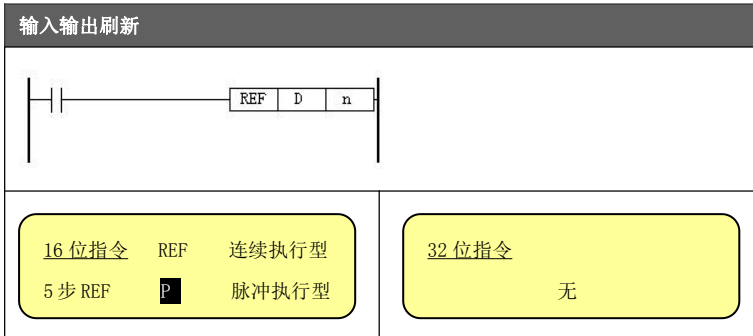 输入输出刷新
REF D n
16 位指令 REF 连续执行型
5 步 REF P 脉冲执行型
32 位指令
无